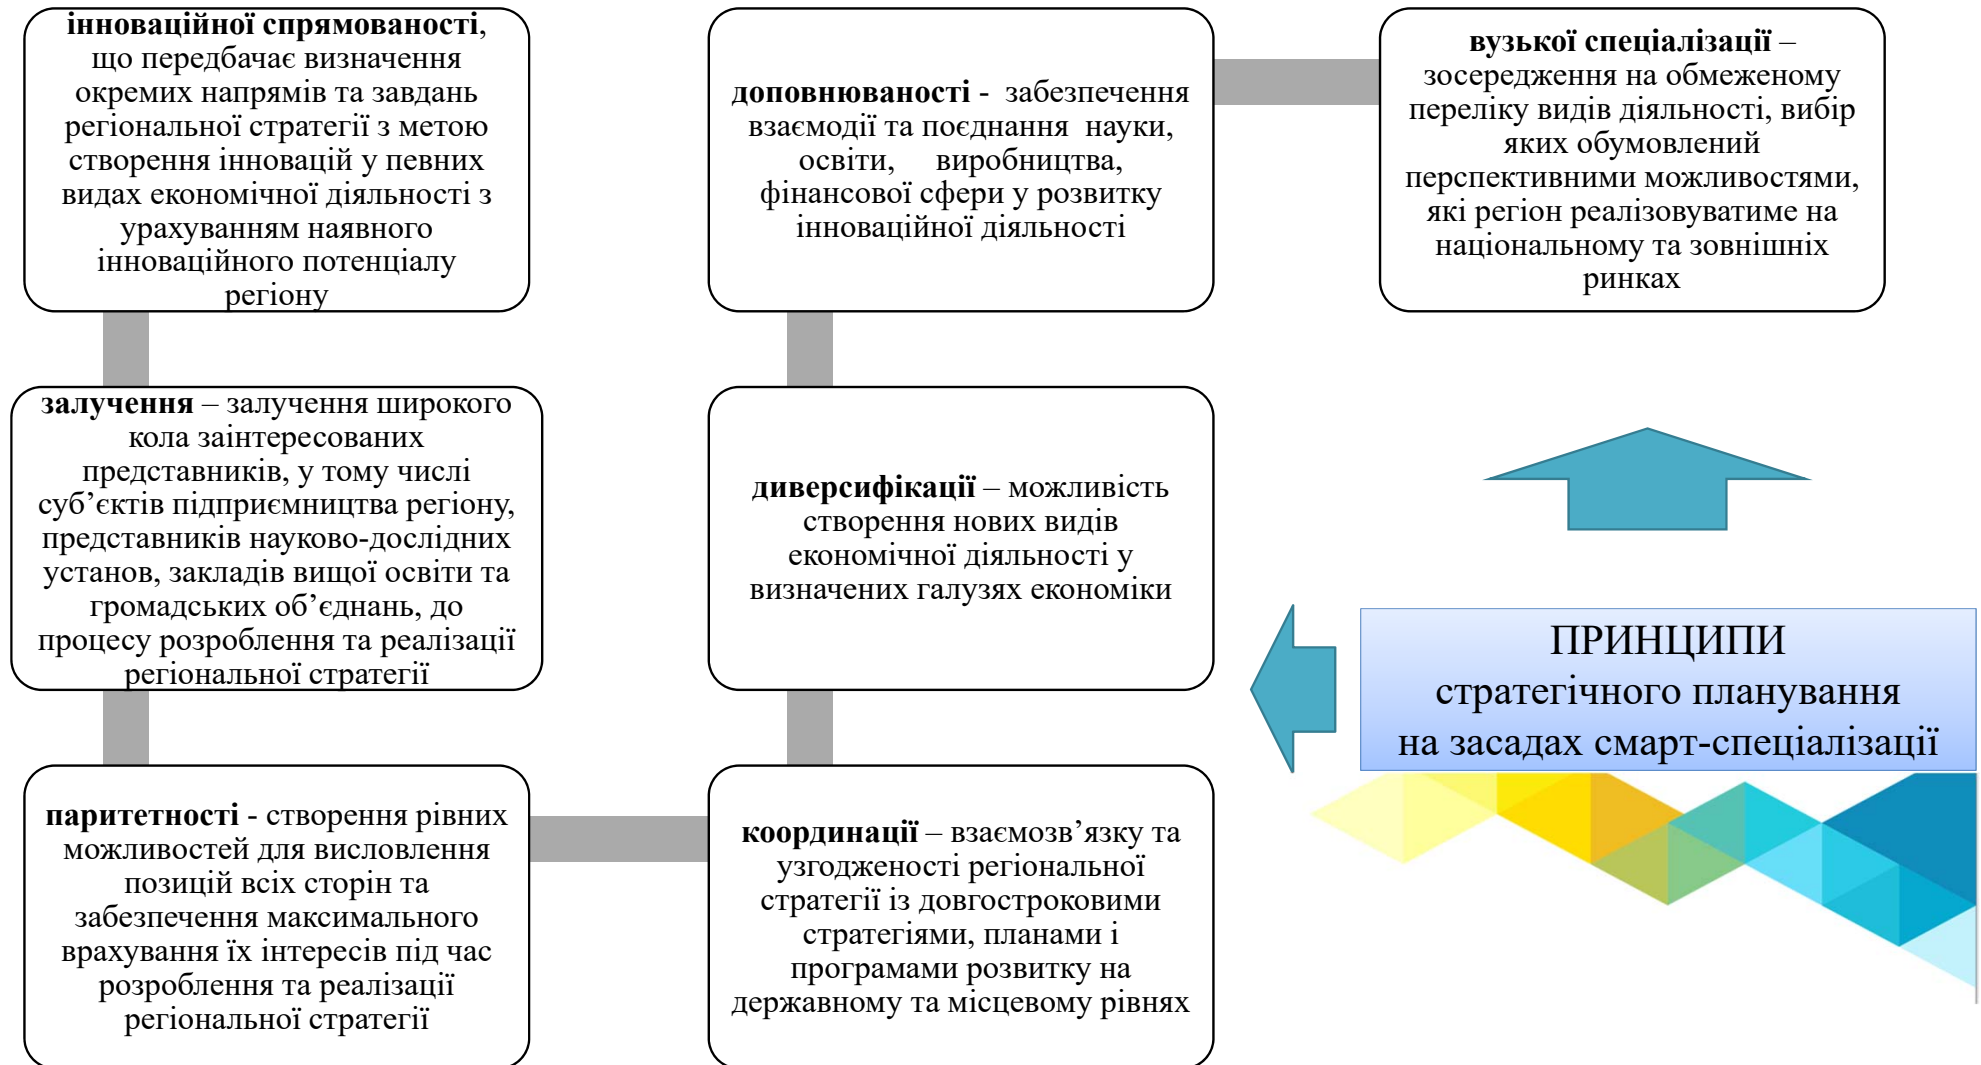 інноваційної спрямованості,
що передбачає визначення
окремих напрямів та завдань
регіональної стратегії з метою
створення інновацій у певних
видах економічної діяльності з
урахуванням наявного
інноваційного потенціалу
регіону
залучення – залучення широкого
кола заінтересованих
представників, у тому числі
суб’єктів підприємництва регіону,
представників науково-дослідних
установ, закладів вищої освіти та
громадських об’єднань, до
процесу розроблення та реалізації
регіональної стратегії
паритетності - створення рівних
можливостей для висловлення
позицій всіх сторін та
забезпечення максимального
врахування їх інтересів під час
розроблення та реалізації
регіональної стратегії
координації – взаємозв’язку та
узгодженості регіональної
стратегії із довгостроковими
стратегіями, планами і
програмами розвитку на
державному та місцевому рівнях
диверсифікації – можливість
створення нових видів
економічної діяльності у
визначених галузях економіки
доповнюваності - забезпечення
взаємодії та поєднання науки,
освіти, виробництва,
фінансової сфери у розвитку
інноваційної діяльності
вузької спеціалізації –
зосередження на обмеженому
переліку видів діяльності, вибір
яких обумовлений
перспективними можливостями,
які регіон реалізовуватиме на
національному та зовнішніх
ринках
ПРИНЦИПИ
стратегічного планування
на засадах смарт-спеціалізації